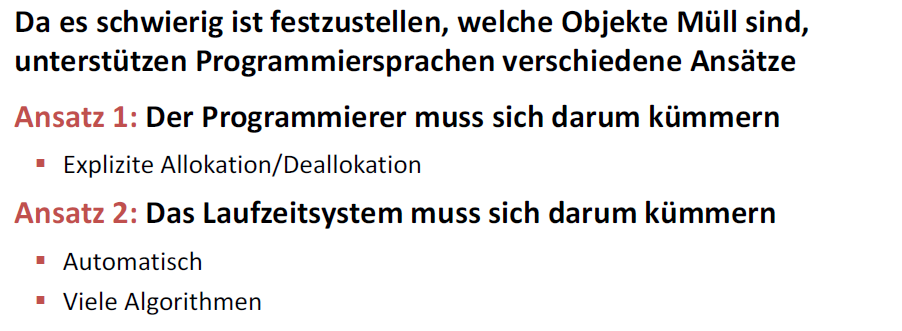 Da es schwierig ist festzustellen, welche Objekte Müll sind,
unterstützen Programmiersprachen verschiedene Ansätze
Ansatz 1: Der Programmierer muss sich darum kümmern
▪ Explizite Allokation/Deallokation
Ansatz 2: Das Laufzeitsystem muss sich darum kümmern
▪ Automatisch
▪ Viele Algorithmen